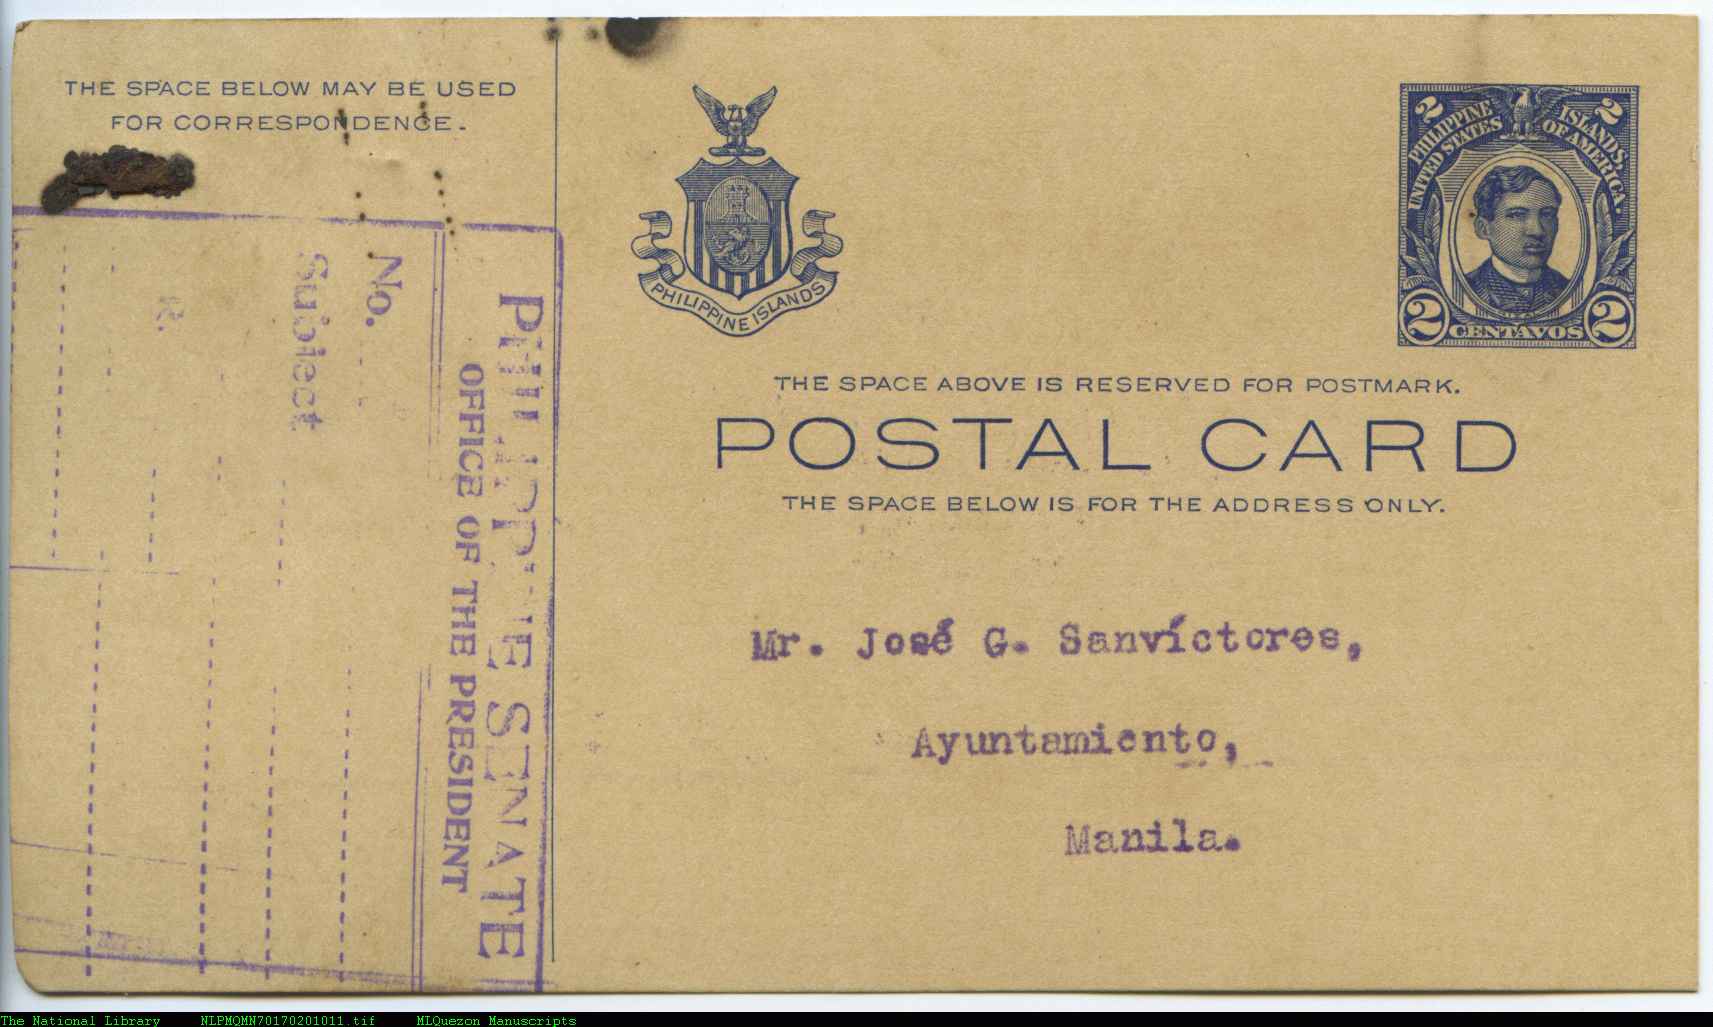 THE SPACE BELOW MAY BE USED
FOR CORRESPONDENCE.
PHILIPPINE SENATE
OFFICE OF THE PRESIDENT
No.
Subject
R.
PHILIPPINE ISLANDS
2 2
PHILIPPINE ISLANDS
UNITED STATES OF AMERICA.
2 CENTAVOS 2
THE SPACE ABOVE IS RESERVED FOR POSTMARK.
POSTAL CARD
THE SPACE BELOW IS FOR THE ADDRESS ONLY.
Mr. José G. Sanvíctores,
Ayuntamiento,
Manila.
The National Library NLPMQMN70170201011.tif MLQuezon Manuscripts